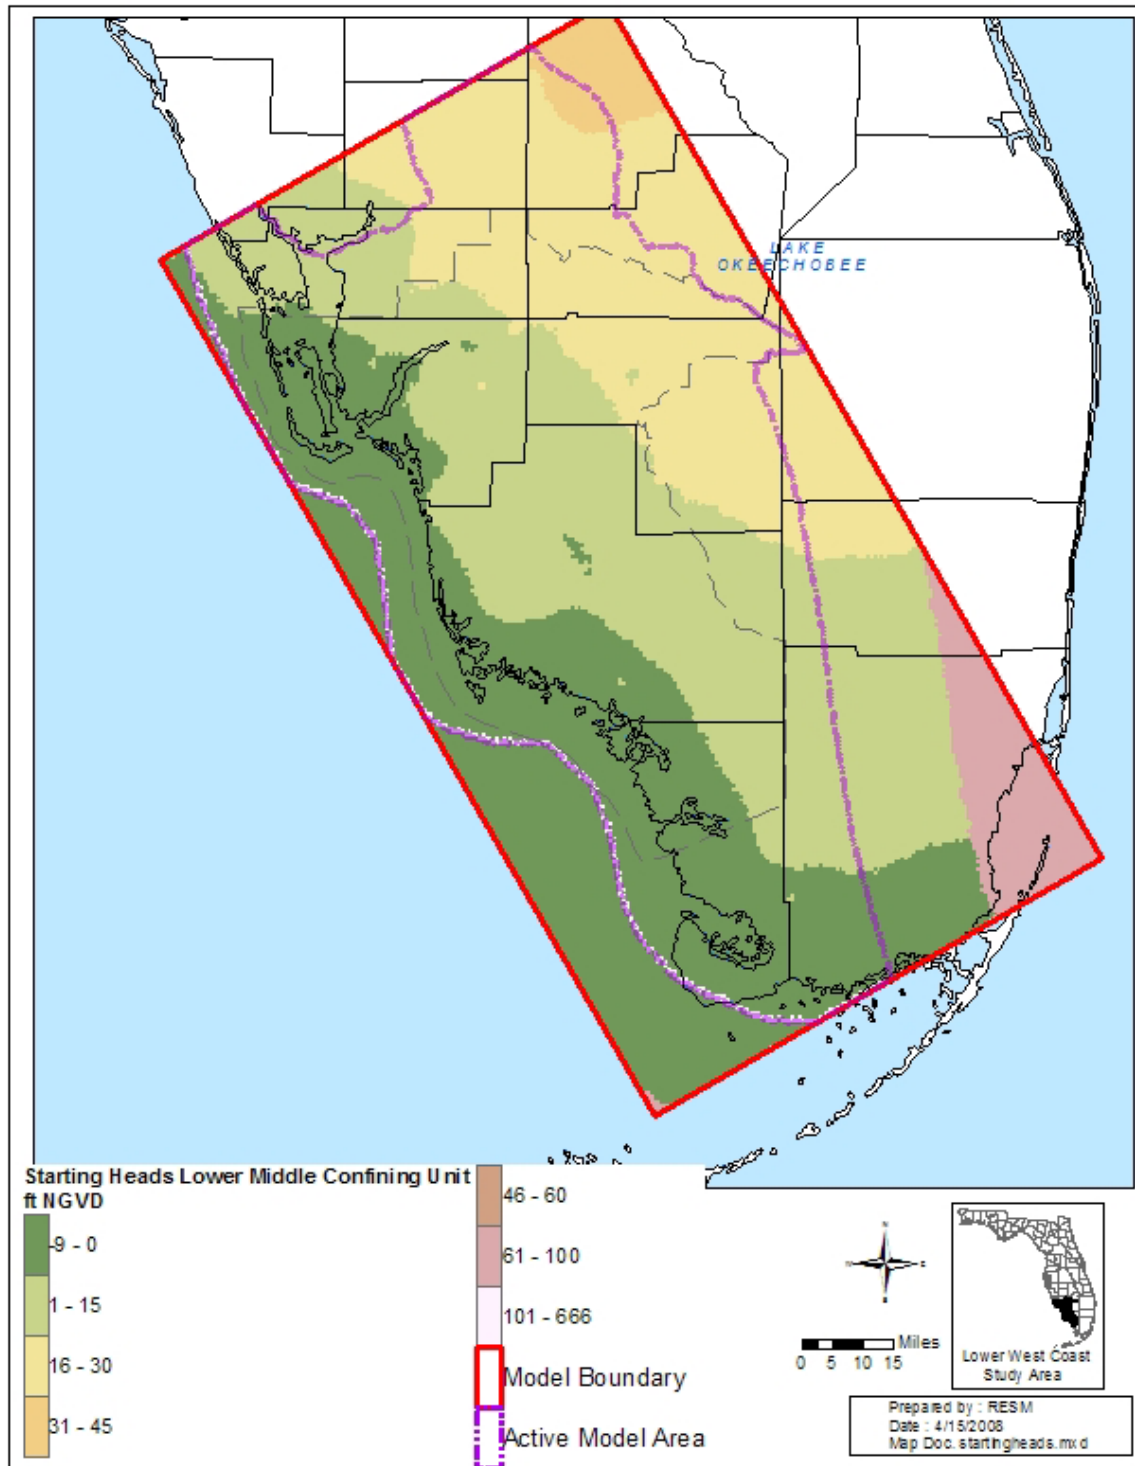 LAKE
OKEECHOBEE
Starting Heads Lower Middle Confining Unit
ft NGVD
-9 - 0
1 - 15
16 - 30
31 - 45
46 - 60
61 - 100
101 - 666
Model Boundary
Active Model Area
N
S
Miles
0 5 10 15
Lower West Coast
Study Area
Prepared by : RESM
Date : 4/15/2008
Map Doc. startingheads.mxd